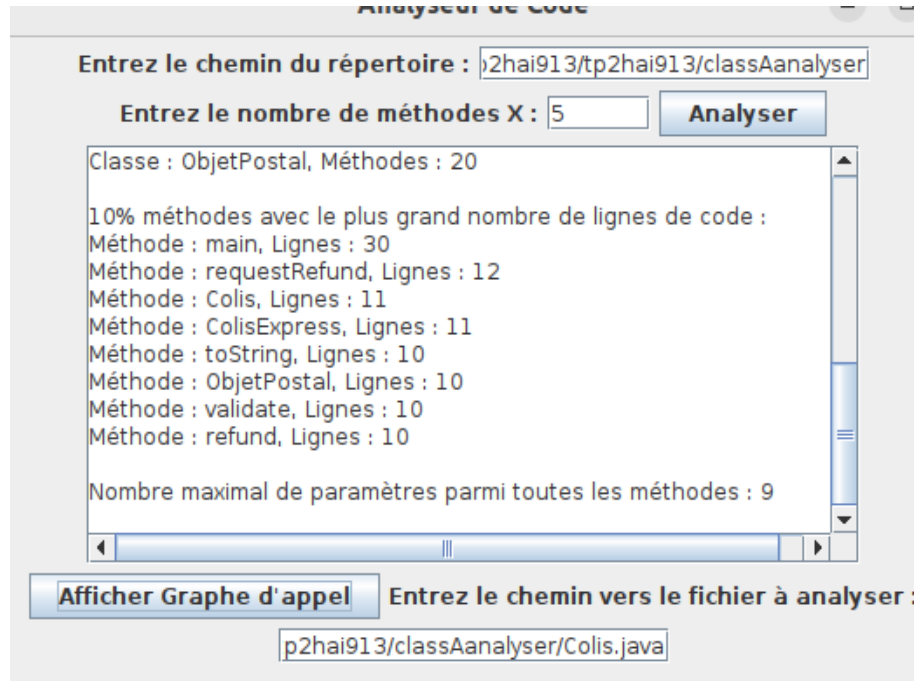 Analyseur de Code
Entrez le chemin du répertoire : p2hai913/tp2hai913/classAanalyser
Entrez le nombre de méthodes X : 5 Analyser
Classe : ObjetPostal, Méthodes : 20
10% méthodes avec le plus grand nombre de lignes de code :
Méthode : main, Lignes : 30
Méthode : requestRefund, Lignes : 12
Méthode : Colis, Lignes : 11
Méthode : ColisExpress, Lignes : 11
Méthode : toString, Lignes : 10
Méthode : ObjetPostal, Lignes : 10
Méthode : validate, Lignes : 10
Méthode : refund, Lignes : 10
Nombre maximal de paramètres parmi toutes les méthodes : 9
Afficher Graphe d'appel Entrez le chemin vers le fichier à analyser :
p2hai913/classAanalyser/Colis.java